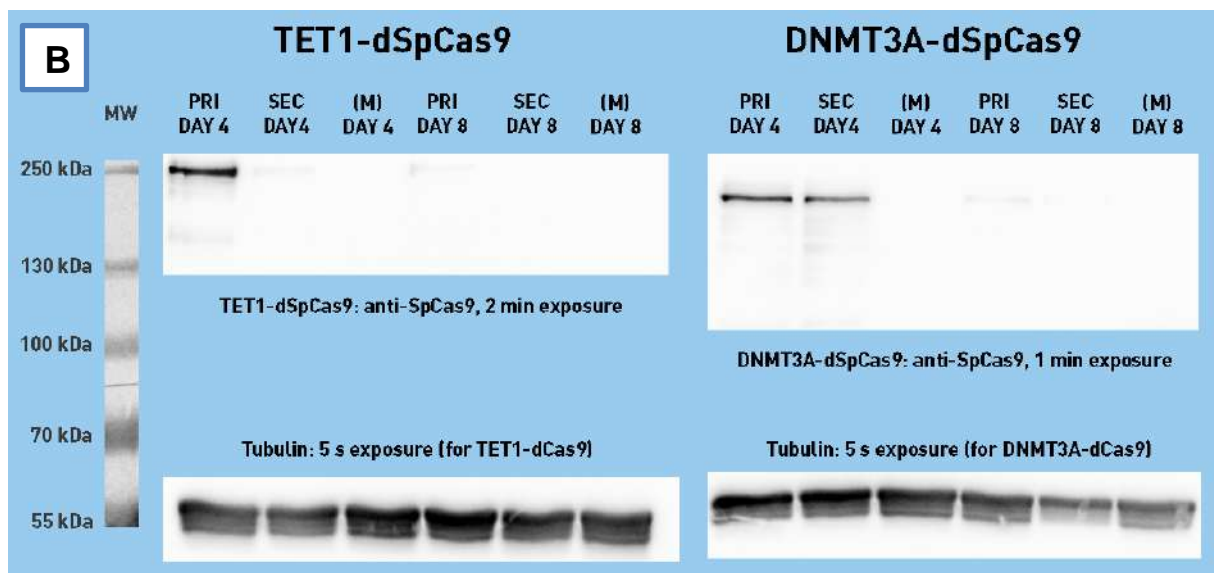 B
TET1-dSpCas9
DNMT3A-dSpCas9
MW
PRI DAY 4
SEC DAY4
(M) DAY 4
PRI DAY 8
SEC DAY 8
(M) DAY 8
PRI DAY 4
SEC DAY4
(M) DAY 4
PRI DAY 8
SEC DAY 8
(M) DAY 8
250 kDa
130 kDa
100 kDa
70 kDa
55 kDa
TET1-dSpCas9: anti-SpCas9, 2 min exposure
DNMT3A-dSpCas9: anti-SpCas9, 1 min exposure
Tubulin: 5 s exposure (for TET1-dCas9)
Tubulin: 5 s exposure (for DNMT3A-dCas9)